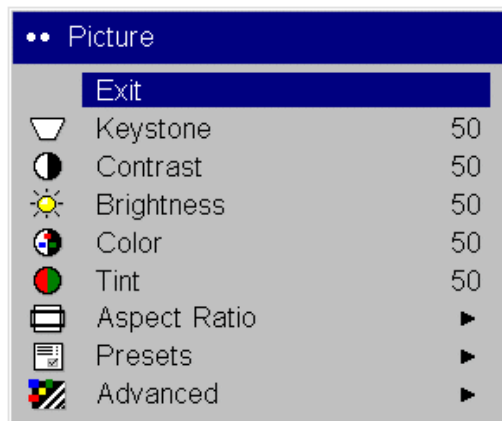 Picture
Exit
Keystone 50
Contrast 50
Brightness 50
Color 50
Tint 50
Aspect Ratio
Presets
Advanced